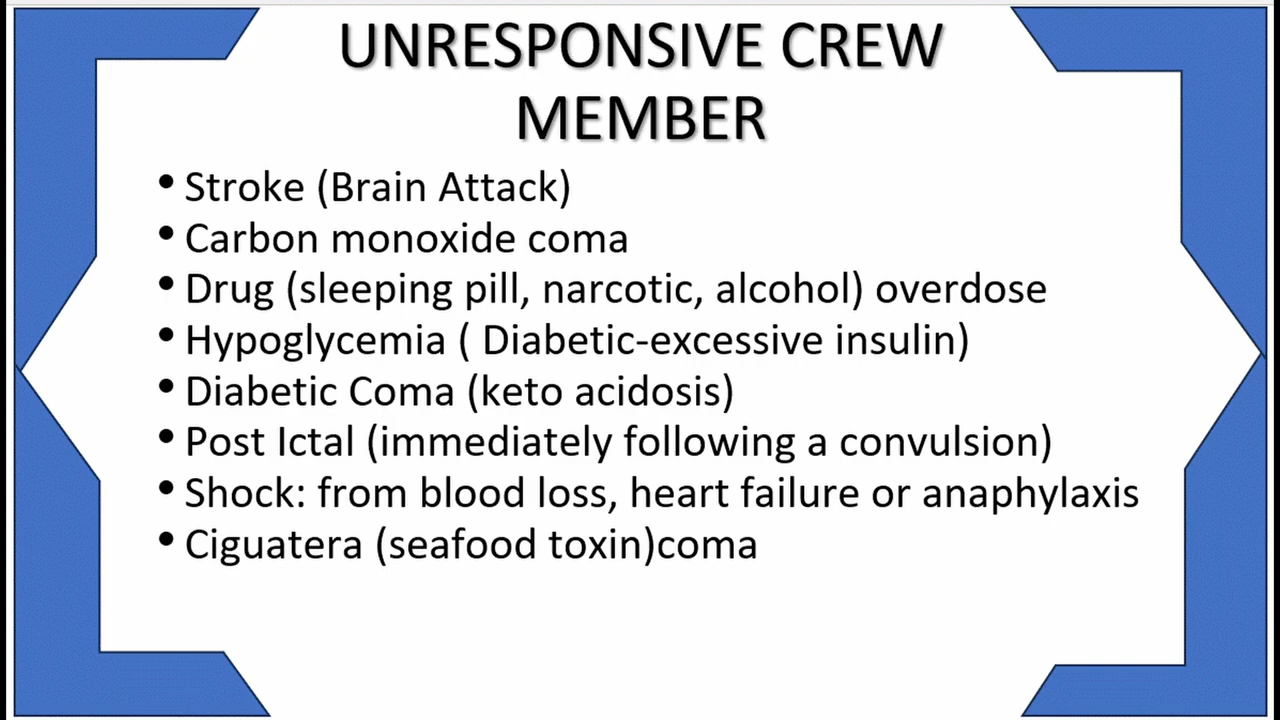 UNRESPONSIVE CREW
MEMBER
• Stroke (Brain Attack)
• Carbon monoxide coma
• Drug (sleeping pill, narcotic, alcohol) overdose
• Hypoglycemia ( Diabetic-excessive insulin)
• Diabetic Coma (keto acidosis)
• Post Ictal (immediately following a convulsion)
• Shock: from blood loss, heart failure or anaphylaxis
• Ciguatera (seafood toxin)coma